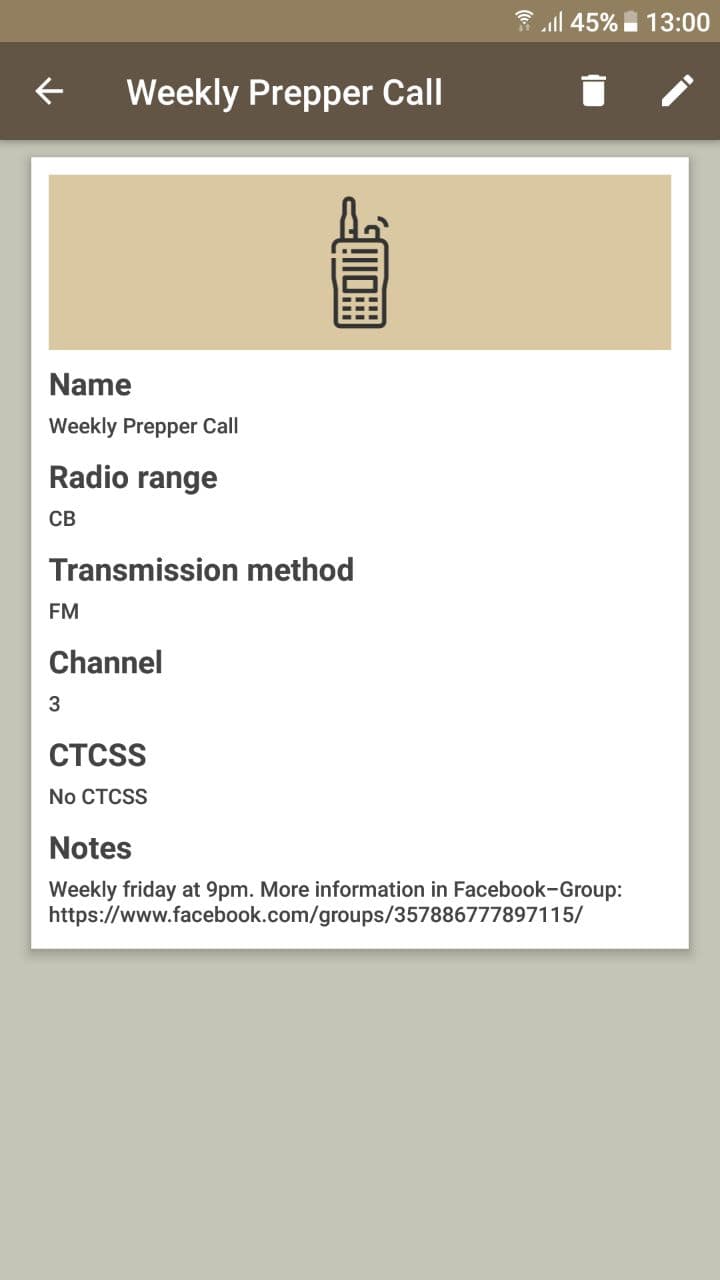 45% 13:00
Weekly Prepper Call
Name
Weekly Prepper Call
Radio range
CB
Transmission method
FM
Channel
3
CTCSS
No CTCSS
Notes
Weekly friday at 9pm. More information in Facebook-Group:
https://www.facebook.com/groups/357886777897115/